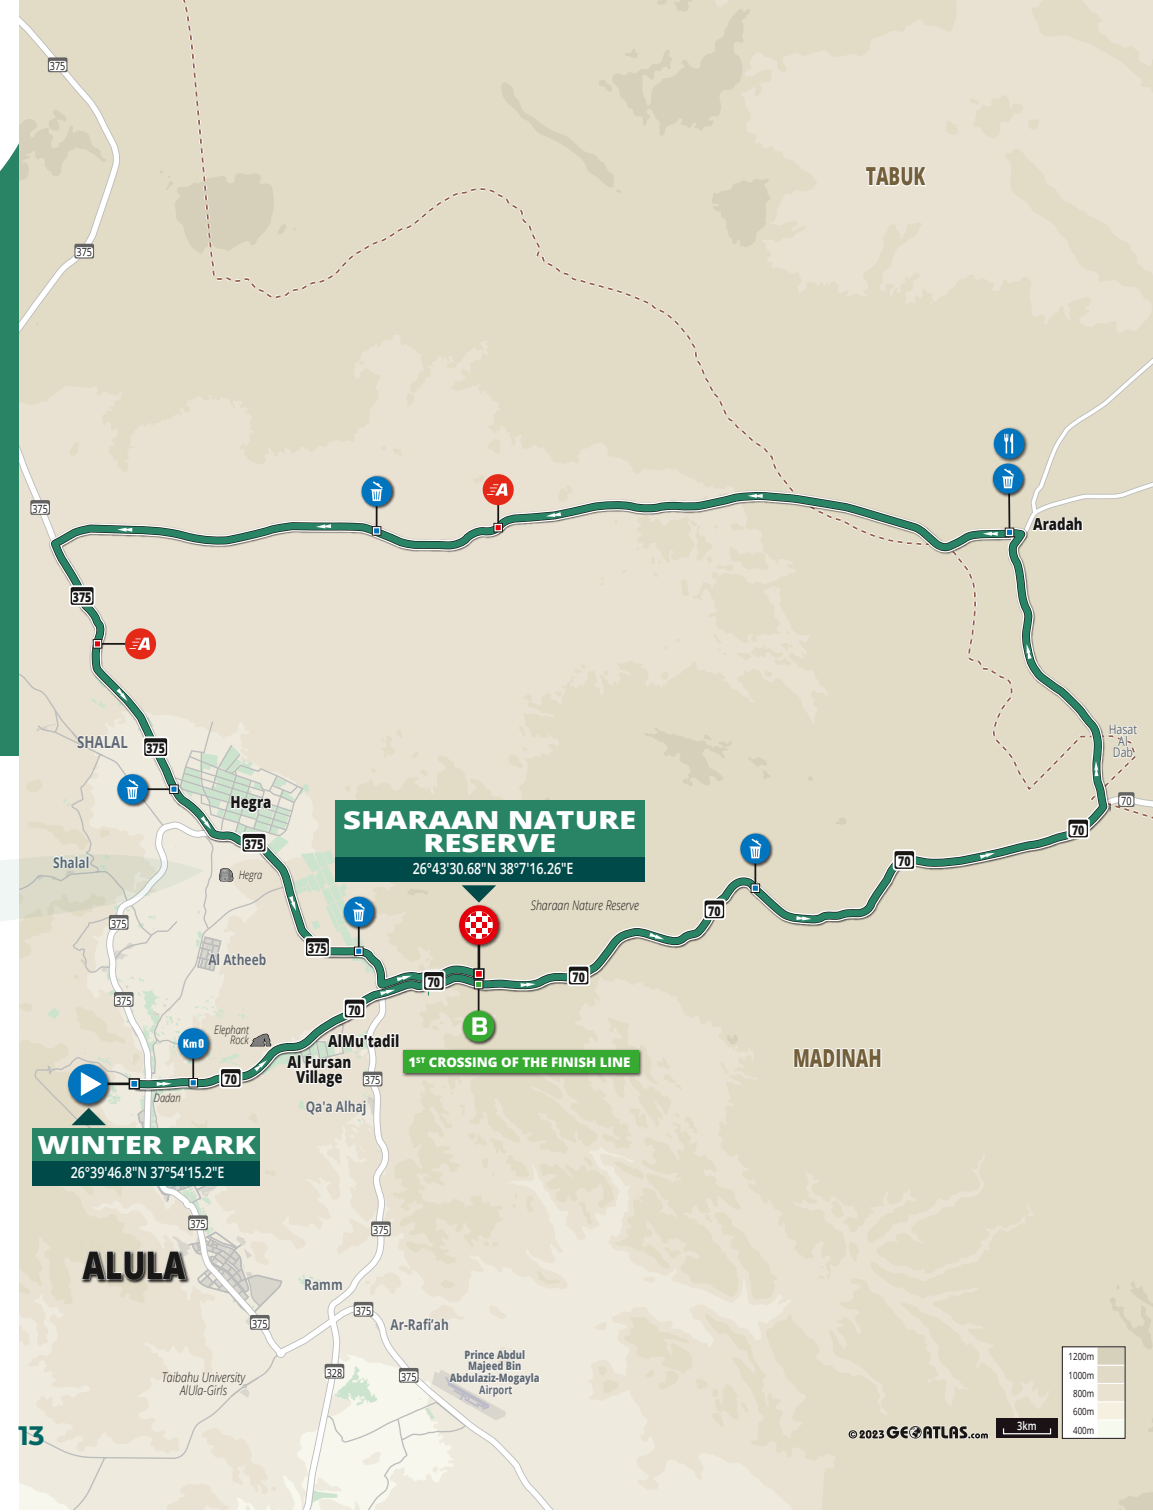 375
375
TABUK
375
A
A
Aradah
375
SHALAL
375
Hasat
Al
Dab
Hegra
70
SHARAAN NATURE
RESERVE
26°43'30.68"N 38°7'16.26"E
375
70
70
Shalal
Hegra
Sharaan Nature Reserve
70
375
375
Al Atheeb
70
70
375
70
Elephant
Rock
Km 0
B
AlMu'tadil
1ST CROSSING OF THE FINISH LINE
MADINAH
Al Fursan
Village
70
375
Dadan
Qa'a Alhaj
WINTER PARK
26°39'46.8"N 37°54'15.2"E
375
375
ALULA
Ramm
375
375
Ar-Rafi'ah
Prince Abdul
Majeed Bin
Abdulaziz-Mogayla
Airport
328
375
Taibahu University
AlUla-Girls
1200m
1000m
800m
600m
400m
13
©2023 GEOATLAS.com
3km